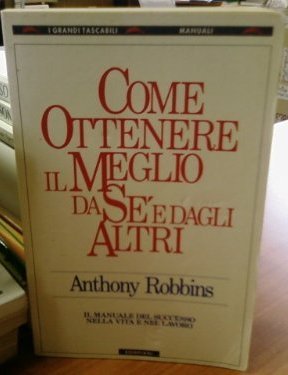 I GRANDI TASCABILI
MANUALI
COME
OTTENERE
IL MEGLIO
DA SÉ E DAGLI
ALTRI
Anthony Robbins
IL MANUALE DEL SUCCESSO
NELLA VITA E NEL LAVORO